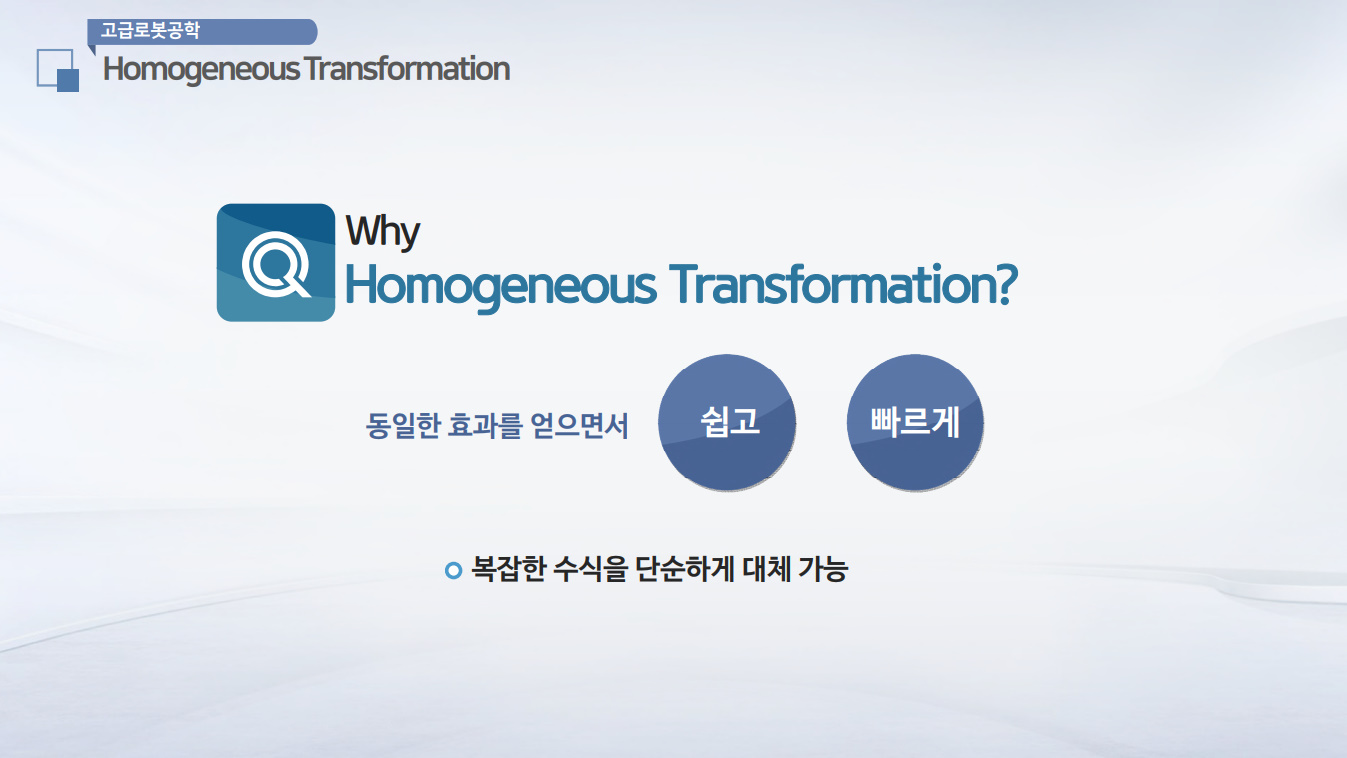 고급로봇공학
Homogeneous Transformation
Q
Why
Homogeneous Transformation?
동일한 효과를 얻으면서 쉽고 빠르게
복잡한 수식을 단순하게 대체 가능